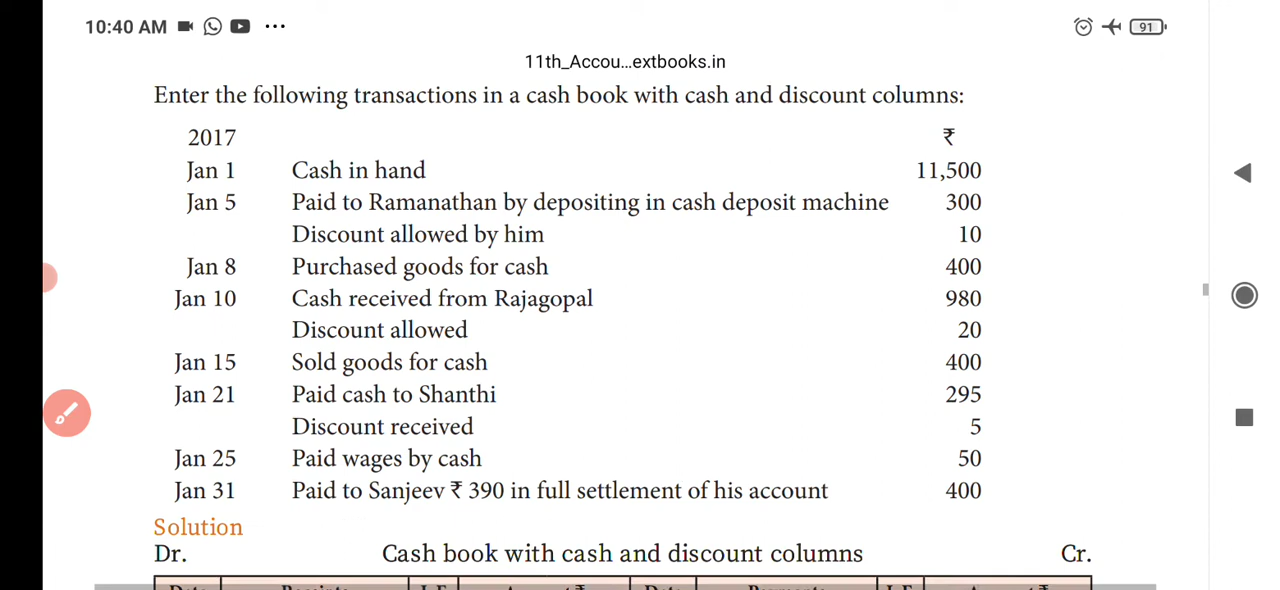 10:40 AM
91
11th_Accou...extbooks.in
Enter the following transactions in a cash book with cash and discount columns:
2017 ₹
Jan 1 Cash in hand 11,500
Jan 5 Paid to Ramanathan by depositing in cash deposit machine 300
Discount allowed by him 10
Jan 8 Purchased goods for cash 400
Jan 10 Cash received from Rajagopal 980
Discount allowed 20
Jan 15 Sold goods for cash 400
Jan 21 Paid cash to Shanthi 295
Discount received 5
Jan 25 Paid wages by cash 50
Jan 31 Paid to Sanjeev ₹ 390 in full settlement of his account 400
Solution
Dr. Cash book with cash and discount columns Cr.